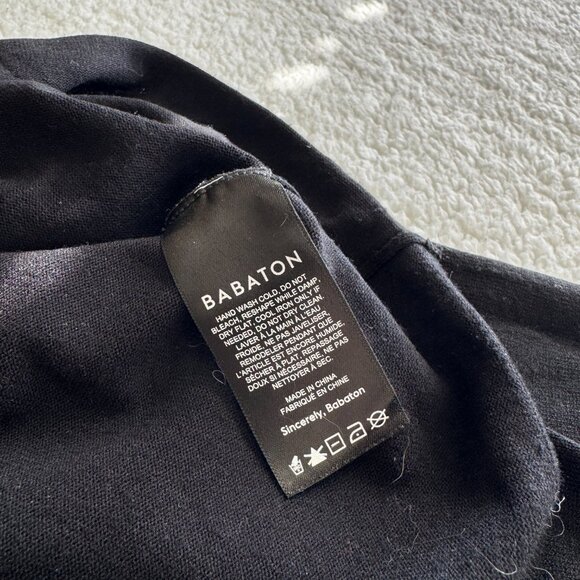 BABATON
HAND WASH COLD, DO NOT
BLEACH, RESHAPE WHILE DAMP,
DRY FLAT. COOL IRON ONLY IF
NEEDED, DO NOT DRY CLEAN.
LAVER À LA MAIN À L'EAU
FROIDE, NE PAS JAVELISER,
REMODELER PENDANT QUE
L'ARTICLE EST ENCORE HUMIDE,
SÉCHER À PLAT, REPASSAGE
DOUX SI NÉCESSAIRE, NE PAS
NETTOYER À SEC.
MADE IN CHINA
FABRIQUÉ EN CHINE
Sincerely, Babaton